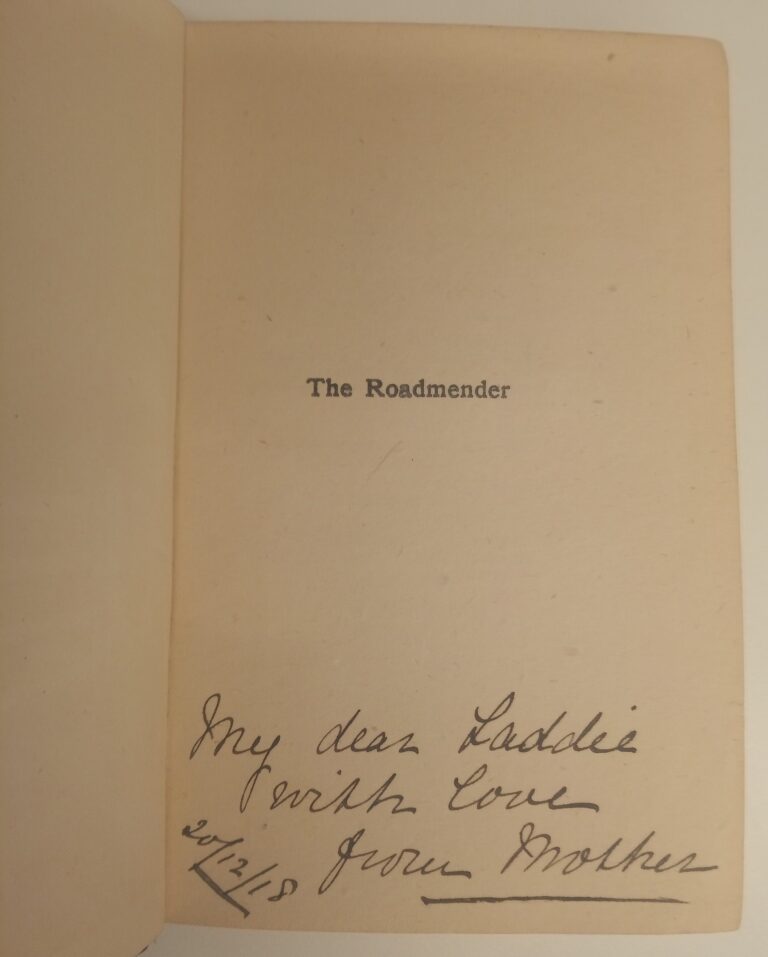 The Roadmender
My dear Laddie
with love
from Mother
20/12/18